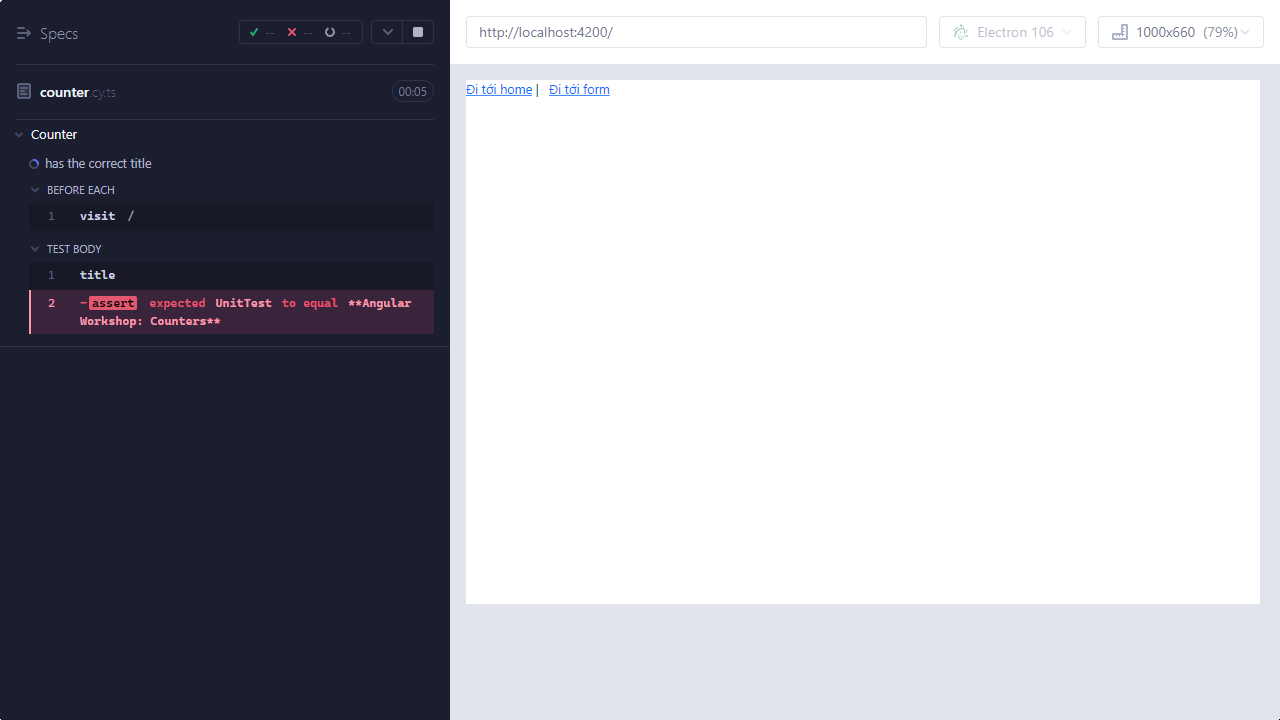 Specs
--
--
--
http://localhost:4200/
Electron 106
1000x660 (79%)
counter.cy.ts
00:05
Counter
has the correct title
BEFORE EACH
1 visit /
TEST BODY
1 title
2 -assert expected UnitTest to equal **Angular
Workshop: Counters**
Đi tới home | Đi tới form